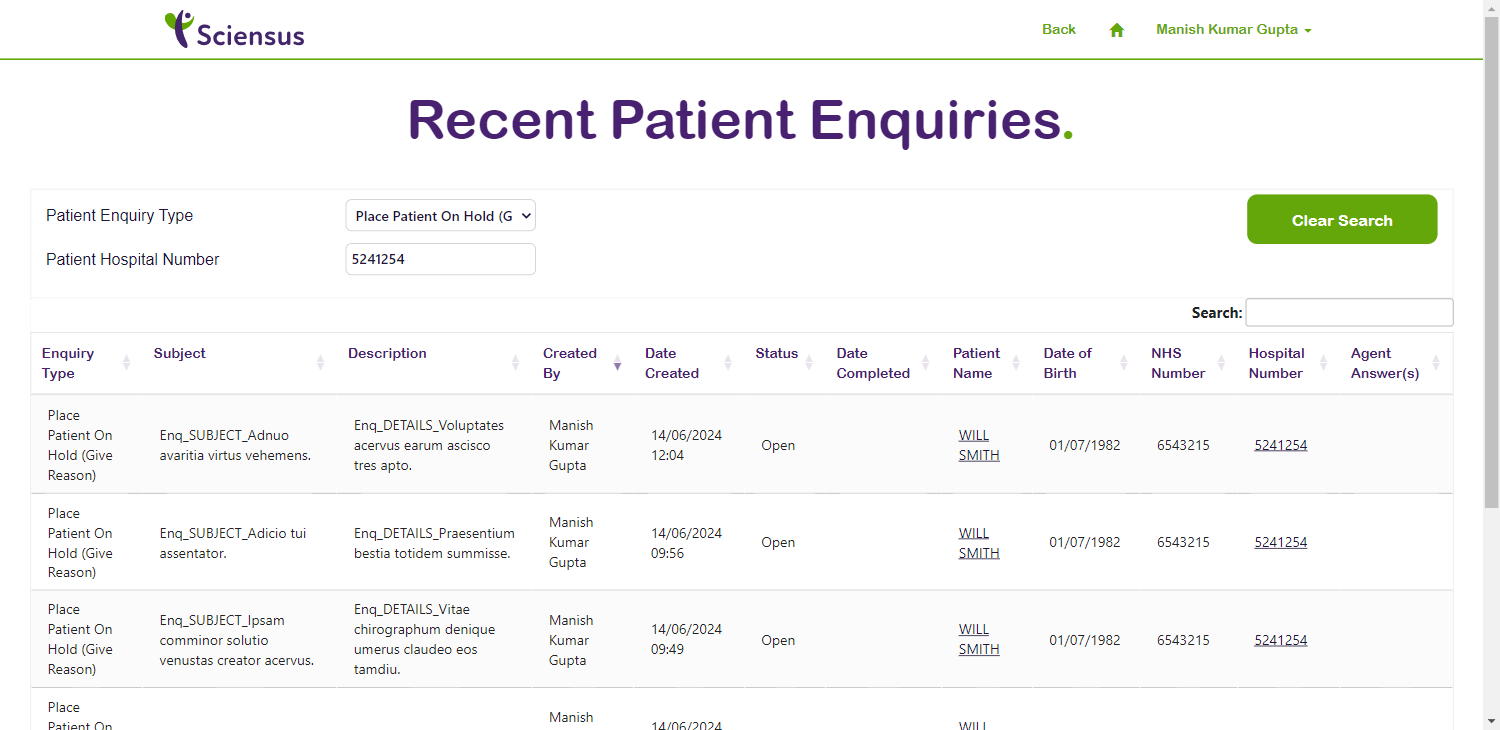 Sciensus
Back
Manish Kumar Gupta
Recent Patient Enquiries.
Patient Enquiry Type
Place Patient On Hold (G
Clear Search
Patient Hospital Number
5241254
Search:
Enquiry
Type
Subject
Description
Created
By
Date
Created
Status
Date
Completed
Patient
Name
Date of
Birth
NHS
Number
Hospital
Number
Agent
Answer(s)
Place
Patient On
Hold (Give
Reason)
Enq_SUBJECT_Adnuo
avaritia virtus vehemens.
Enq_DETAILS_Voluptates
acervus earum ascisco
tres apto.
Manish
Kumar
Gupta
14/06/2024
12:04
Open
WILL
SMITH
01/07/1982
6543215
5241254
Place
Patient On
Hold (Give
Reason)
Enq_SUBJECT_Adicio tui
assentator.
Enq_DETAILS_Praesentium
bestia totidem summisse.
Manish
Kumar
Gupta
14/06/2024
09:56
Open
WILL
SMITH
01/07/1982
6543215
5241254
Place
Patient On
Hold (Give
Reason)
Enq_SUBJECT_Ipsam
comminor solutio
venustas creator acervus.
Enq_DETAILS_Vitae
chirographum denique
umerus claudeo eos
tamdiu.
Manish
Kumar
Gupta
14/06/2024
09:49
Open
WILL
SMITH
01/07/1982
6543215
5241254
Place
Patient On
Manish
14/06/2024
WILL